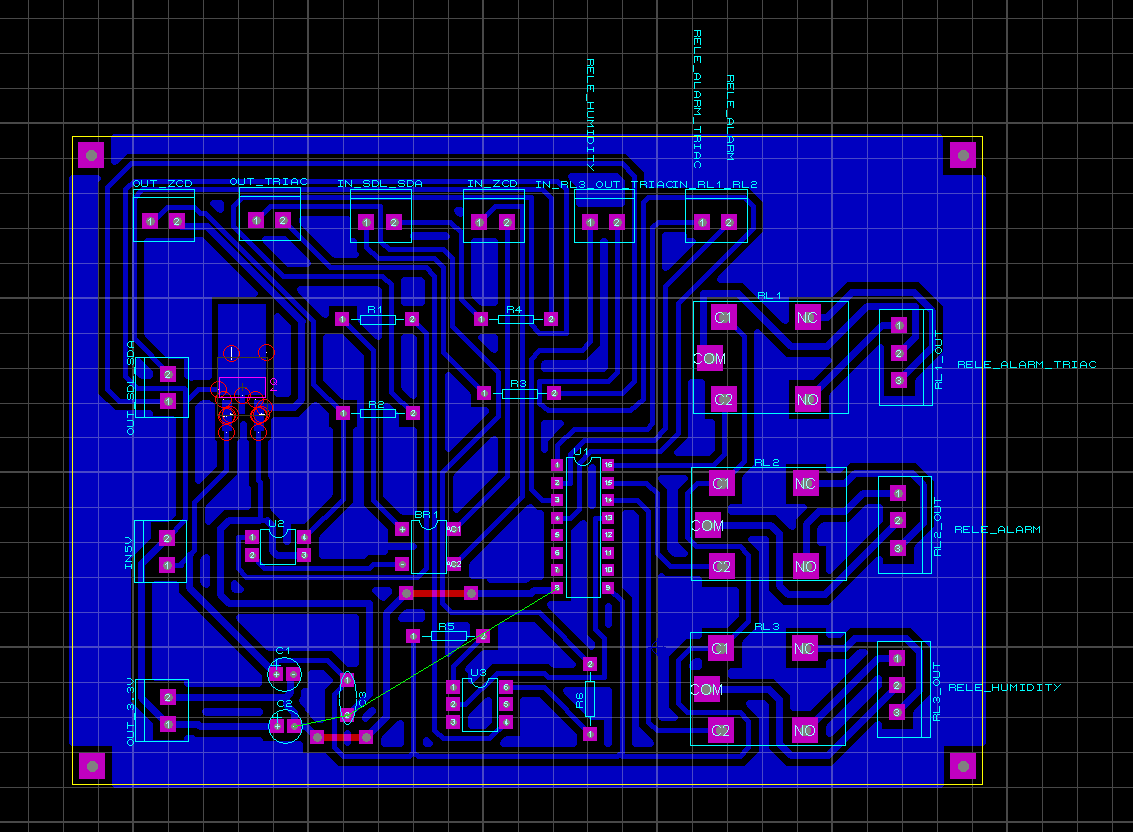 RELE_HUMIDITY
RELE_ALARM_TRIAC
RELE_ALARM
OUT_ZCD
OUT_TRIAC
IN_SDL_SDA
IN_ZCD
IN_RL3_OUT_TRIAC
IN_RL1_RL2
1 2
1 2
1 2
1 2
1 2
1 2
RL1
C1 NC
COM
C2 NO
1
2
3
RL1_OUT
RELE_ALARM_TRIAC
R1
1 2
R4
1 2
OUT_SDL_SDA
2
1
Q1
R3
1 2
R2
1 2
U1
1 16
2 15
3 14
4 13
5 12
6 11
7 10
8 9
RL2
C1 NC
COM
C2 NO
1
2
3
RL2_OUT
RELE_ALARM
IN5V
2
1
U2
1 4
2 3
BR1
+ AC1
- AC2
R5
1 2
RL3
C1 NC
COM
C2 NO
1
2
3
RL3_OUT
RELE_HUMIDITY
C1
C2
C3
1
2
U3
1 6
2 5
3 4
R6
1
2
OUT_3.3V
2
1